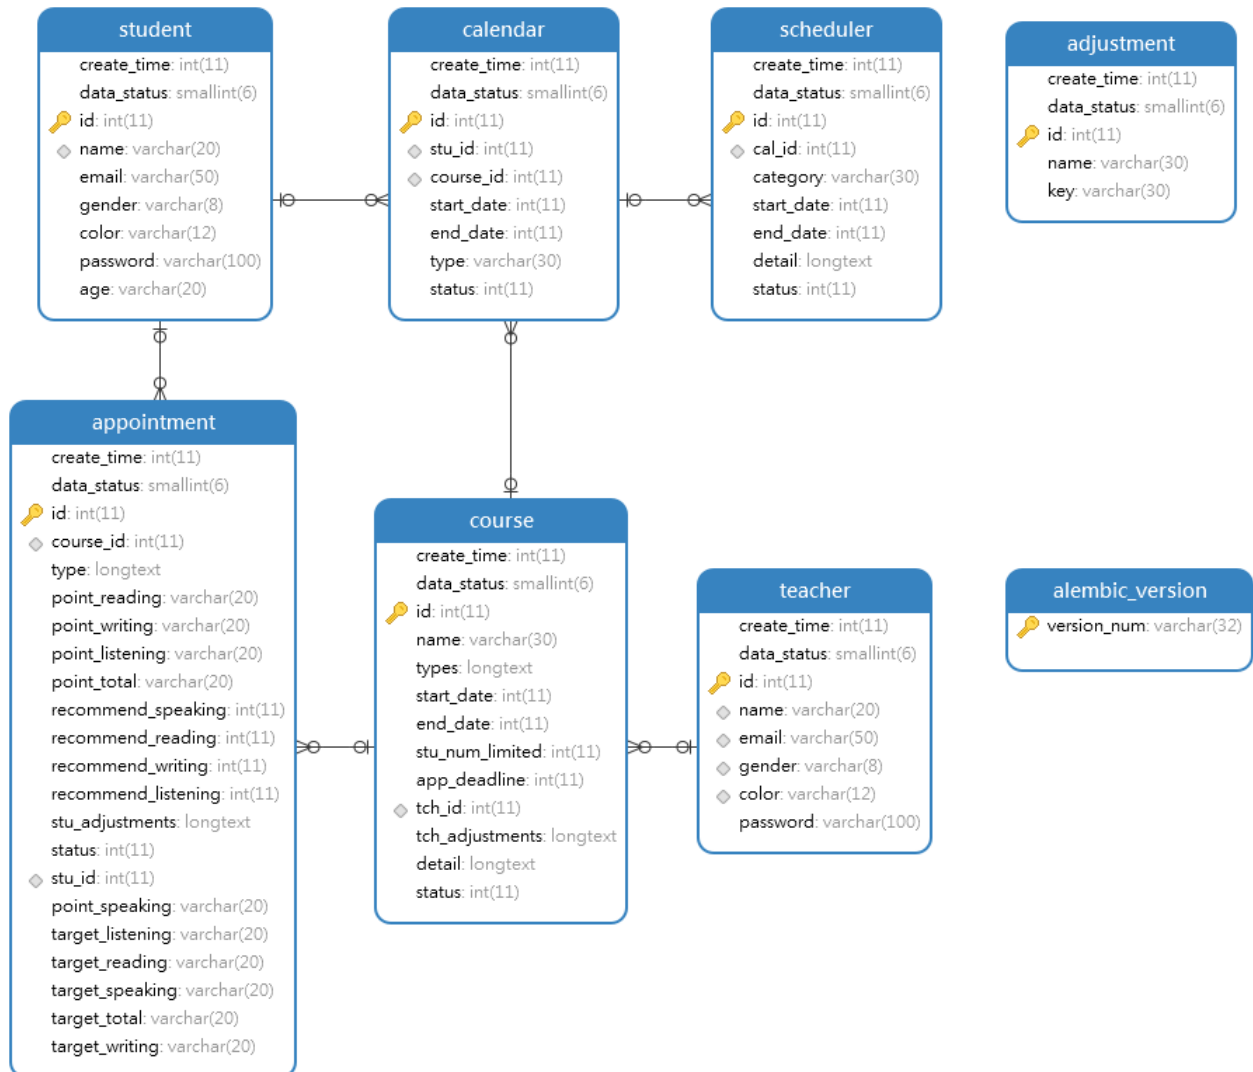 student
create_time: int(11)
data_status: smallint(6)
id: int(11)
name: varchar(20)
email: varchar(50)
gender: varchar(8)
color: varchar(12)
password: varchar(100)
age: varchar(20)
calendar
create_time: int(11)
data_status: smallint(6)
id: int(11)
stu_id: int(11)
course_id: int(11)
start_date: int(11)
end_date: int(11)
type: varchar(30)
status: int(11)
scheduler
create_time: int(11)
data_status: smallint(6)
id: int(11)
cal_id: int(11)
category: varchar(30)
start_date: int(11)
end_date: int(11)
detail: longtext
status: int(11)
adjustment
create_time: int(11)
data_status: smallint(6)
id: int(11)
name: varchar(30)
key: varchar(30)
appointment
create_time: int(11)
data_status: smallint(6)
id: int(11)
course_id: int(11)
type: longtext
point_reading: varchar(20)
point_writing: varchar(20)
point_listening: varchar(20)
point_total: varchar(20)
recommend_speaking: int(11)
recommend_reading: int(11)
recommend_writing: int(11)
recommend_listening: int(11)
stu_adjustments: longtext
status: int(11)
stu_id: int(11)
point_speaking: varchar(20)
target_listening: varchar(20)
target_reading: varchar(20)
target_speaking: varchar(20)
target_total: varchar(20)
target_writing: varchar(20)
course
create_time: int(11)
data_status: smallint(6)
id: int(11)
name: varchar(30)
types: longtext
start_date: int(11)
end_date: int(11)
stu_num_limited: int(11)
app_deadline: int(11)
tch_id: int(11)
tch_adjustments: longtext
detail: longtext
status: int(11)
teacher
create_time: int(11)
data_status: smallint(6)
id: int(11)
name: varchar(20)
email: varchar(50)
gender: varchar(8)
color: varchar(12)
password: varchar(100)
alembic_version
version_num: varchar(32)